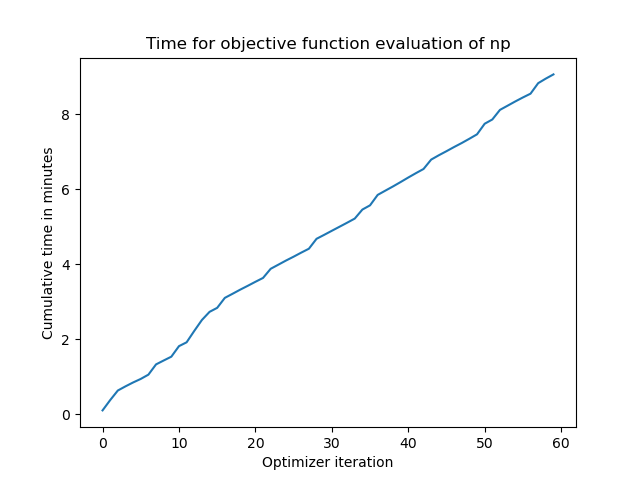 Time for objective function evaluation of np
Cumulative time in minutes
8
6
4
2
0
0 10 20 30 40 50 60
Optimizer iteration